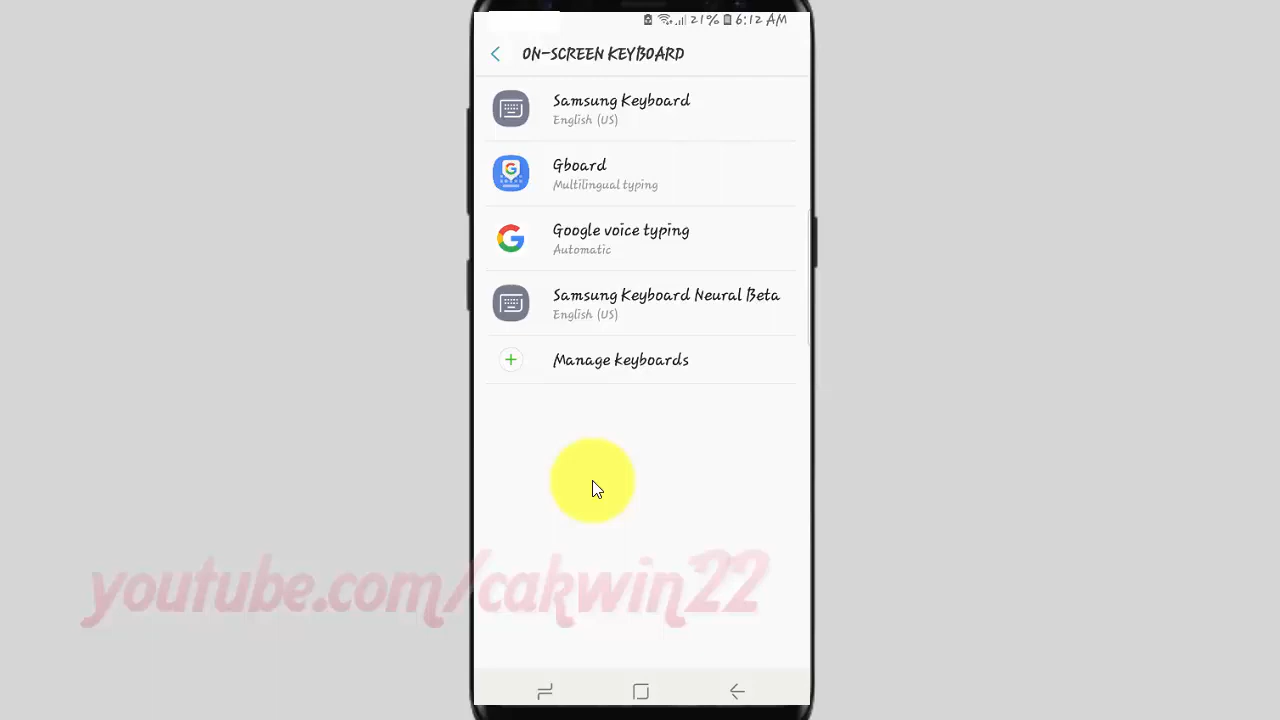 21% 6:12 AM
ON-SCREEN KEYBOARD
Samsung Keyboard
English (US)
Gboard
Multilingual typing
Google voice typing
Automatic
Samsung Keyboard Neural Beta
English (US)
Manage keyboards
youtube.com/cakwin22